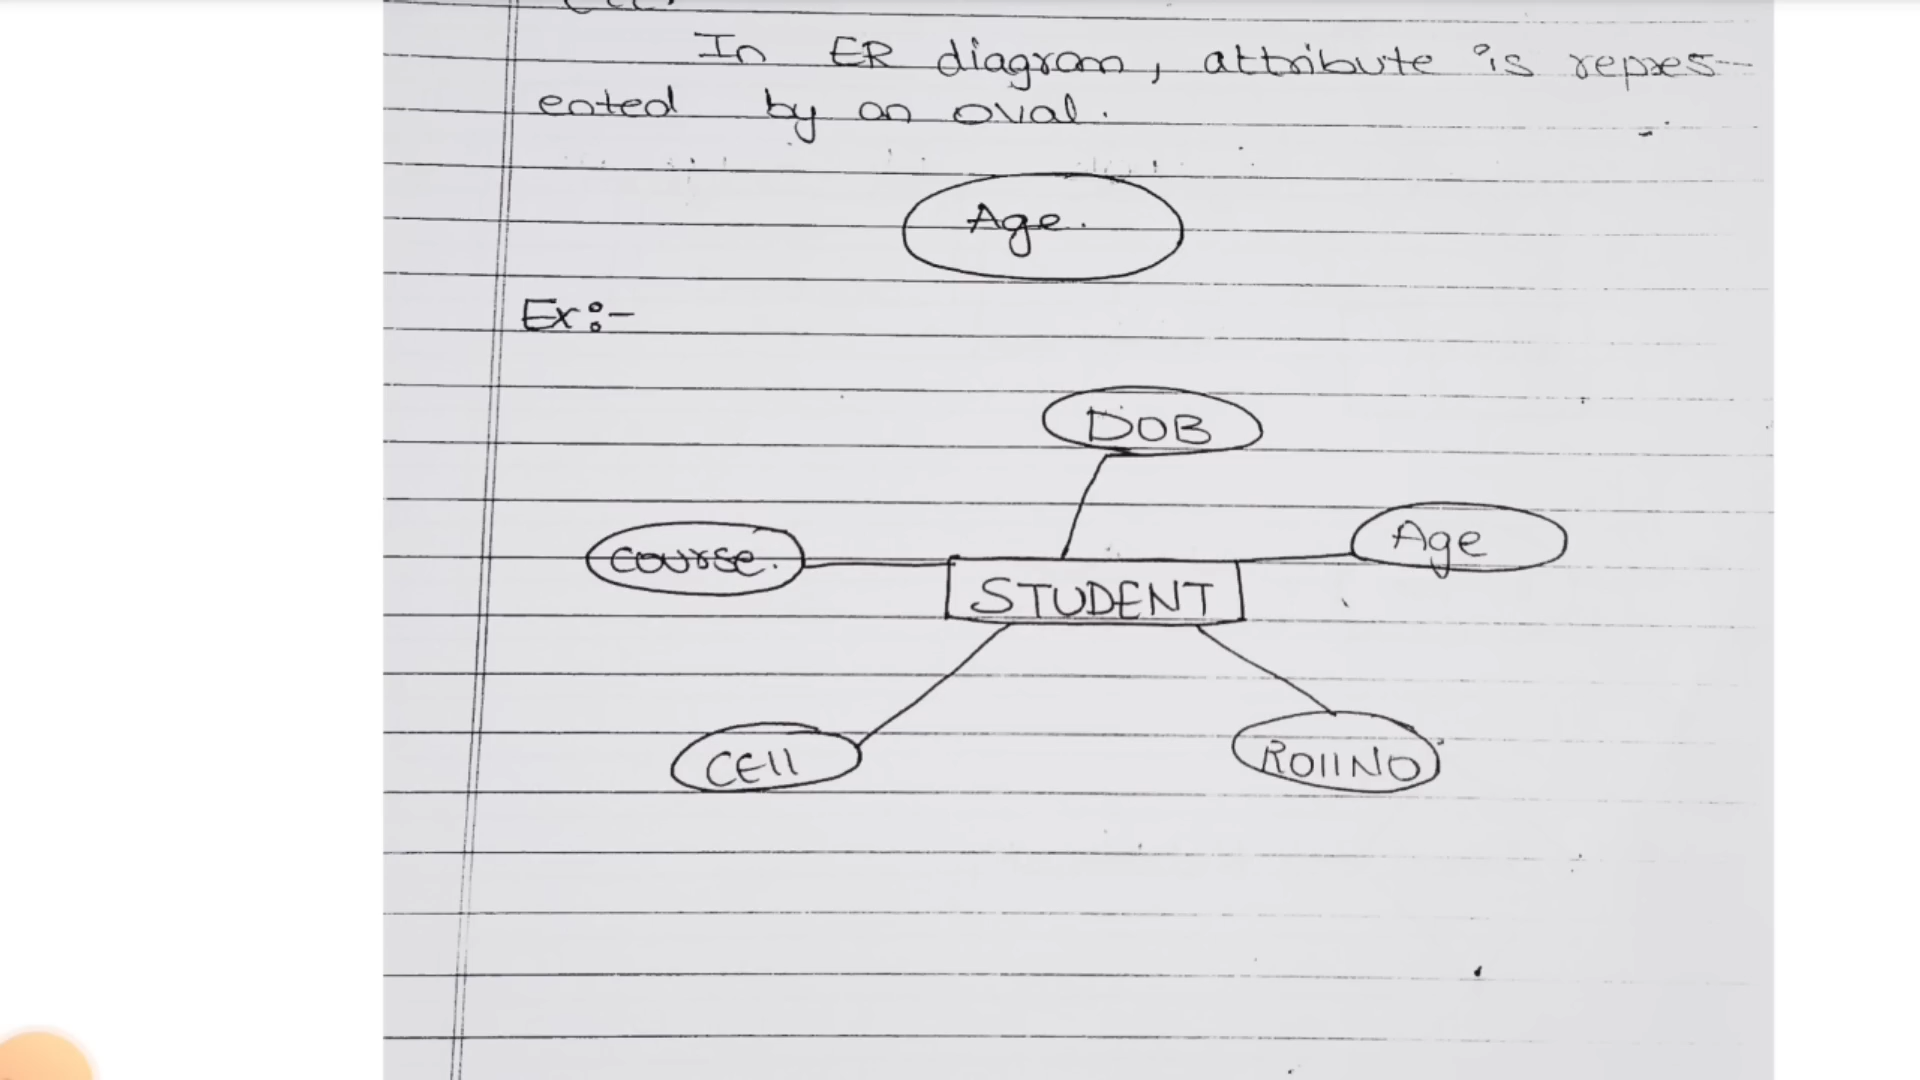 In ER diagram, attribute is repres-
ented by an oval.
Age.
Ex:-
DOB
Age
course.
STUDENT
CEll
RollNO